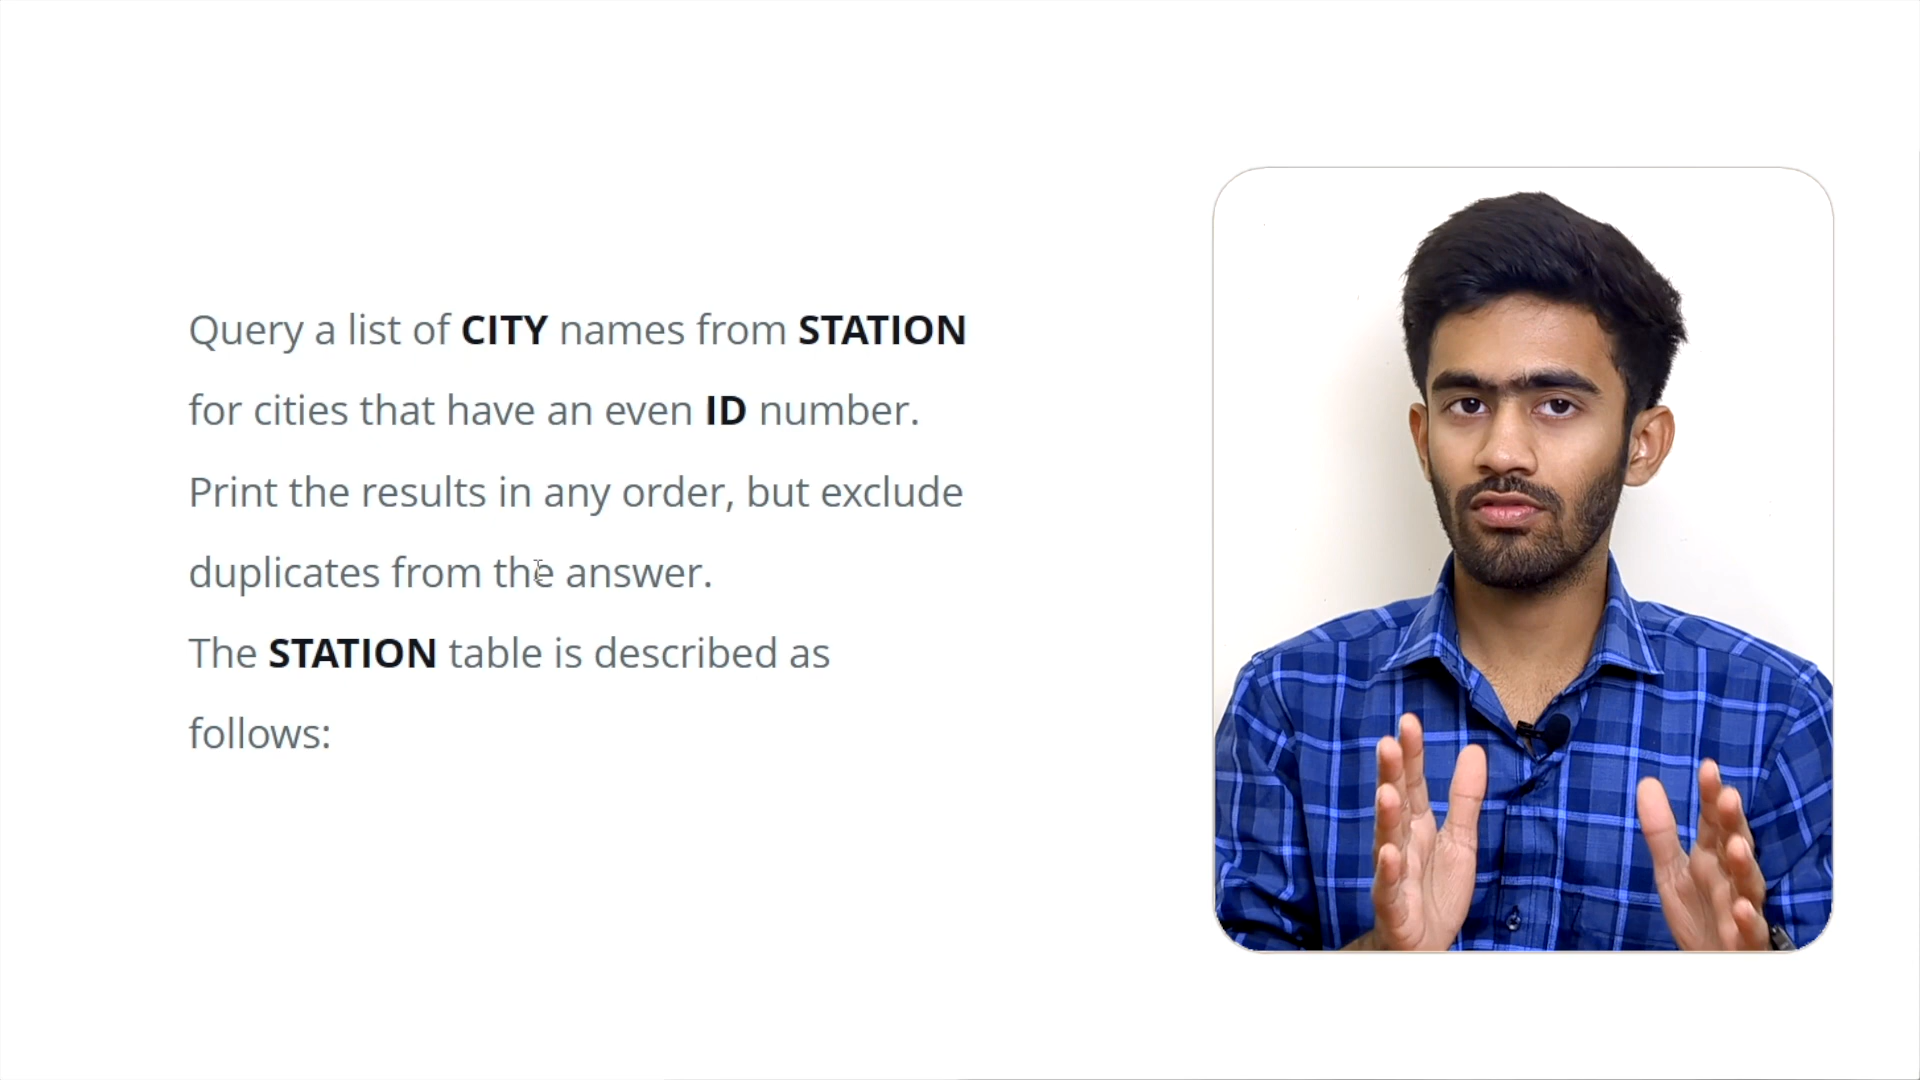 Query a list of CITY names from STATION
for cities that have an even ID number.
Print the results in any order, but exclude
duplicates from the answer.
The STATION table is described as
follows: